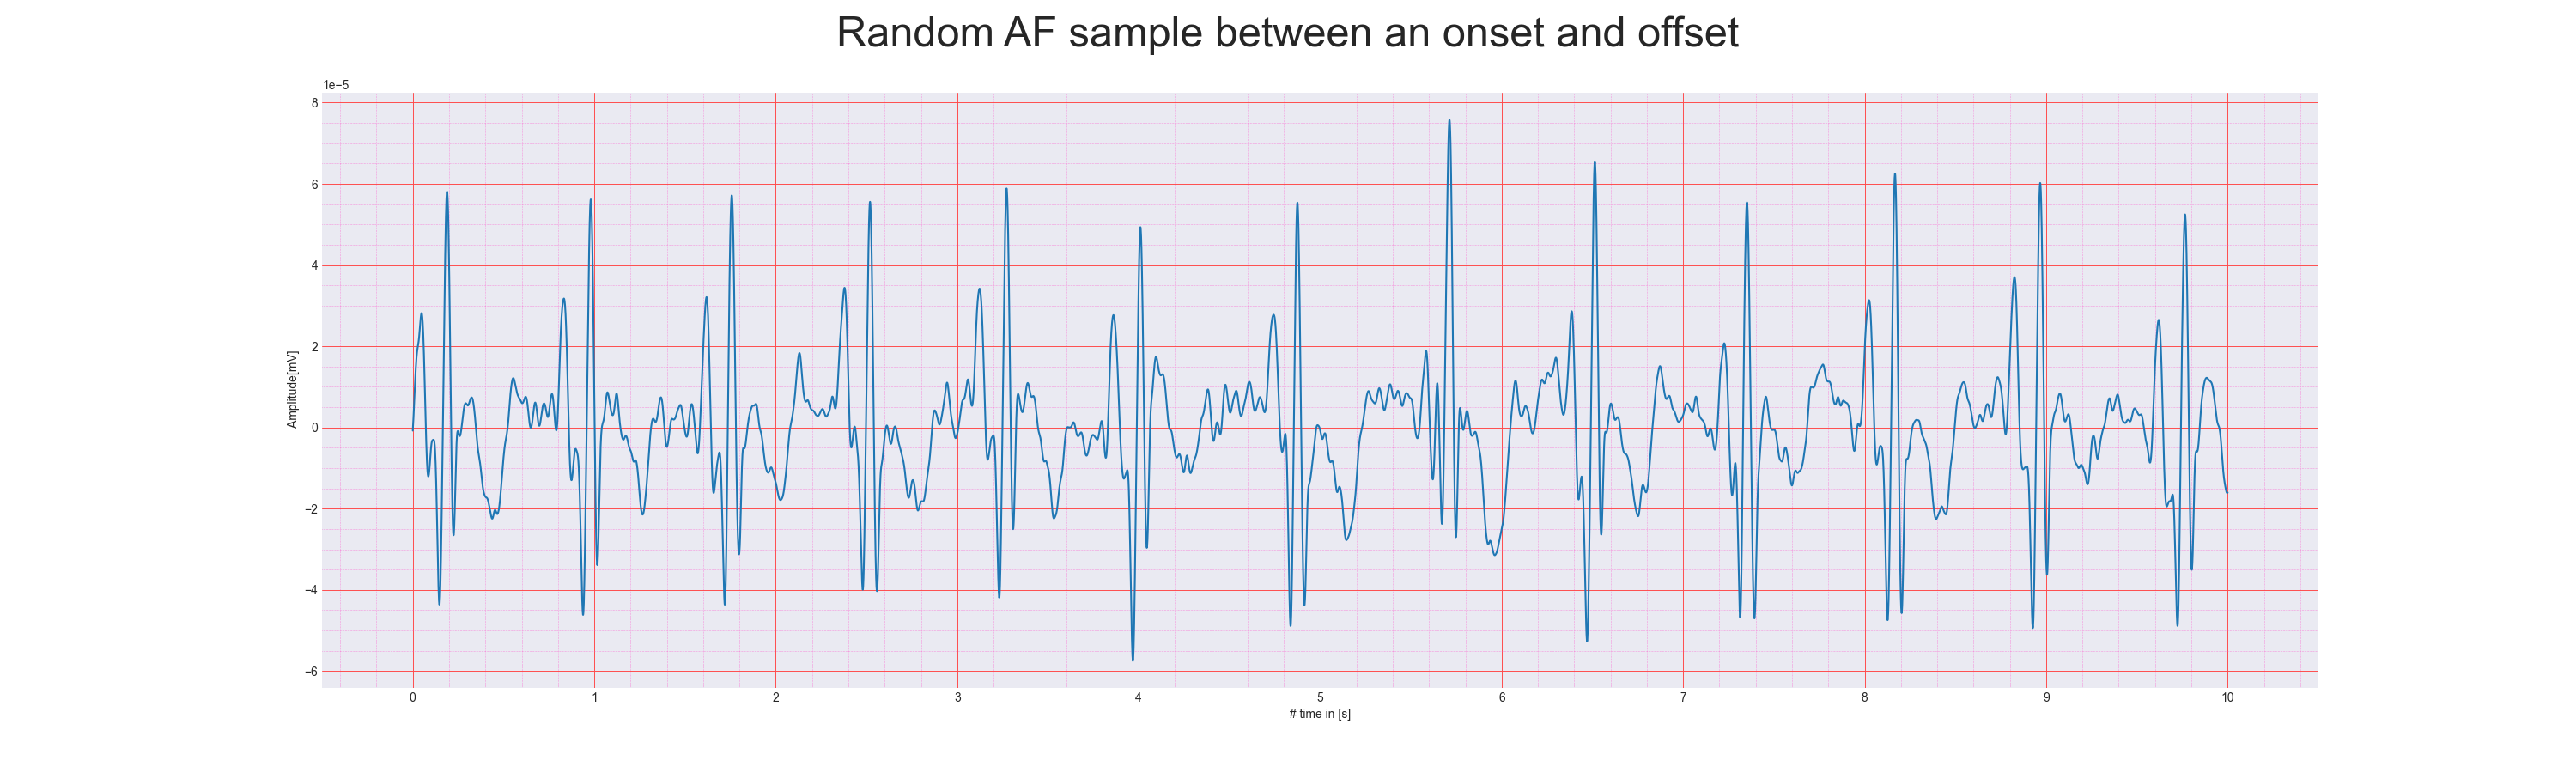 Random AF sample between an onset and offset
1e−5
8
6
4
2
0
−2
−4
−6
Amplitude[mV]
0 1 2 3 4 5 6 7 8 9 10
# time in [s]